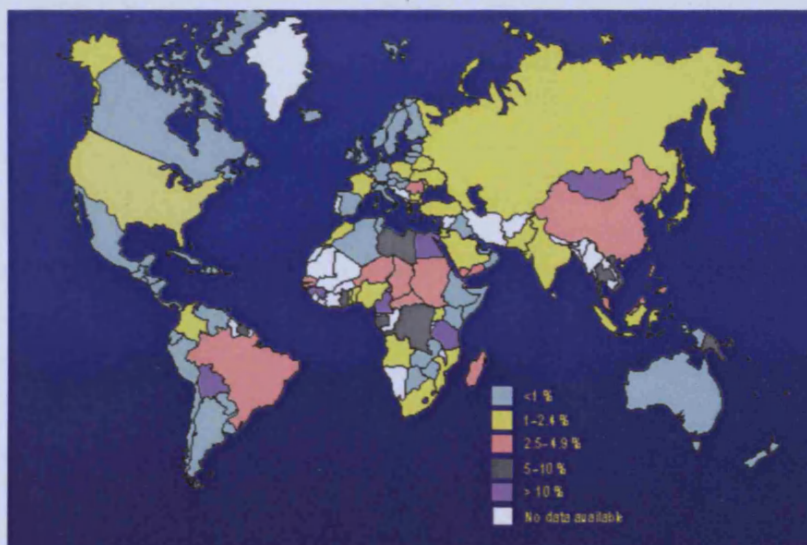 <1 %
1–2.4 %
2.5–4.9 %
5–10 %
> 10 %
No data available